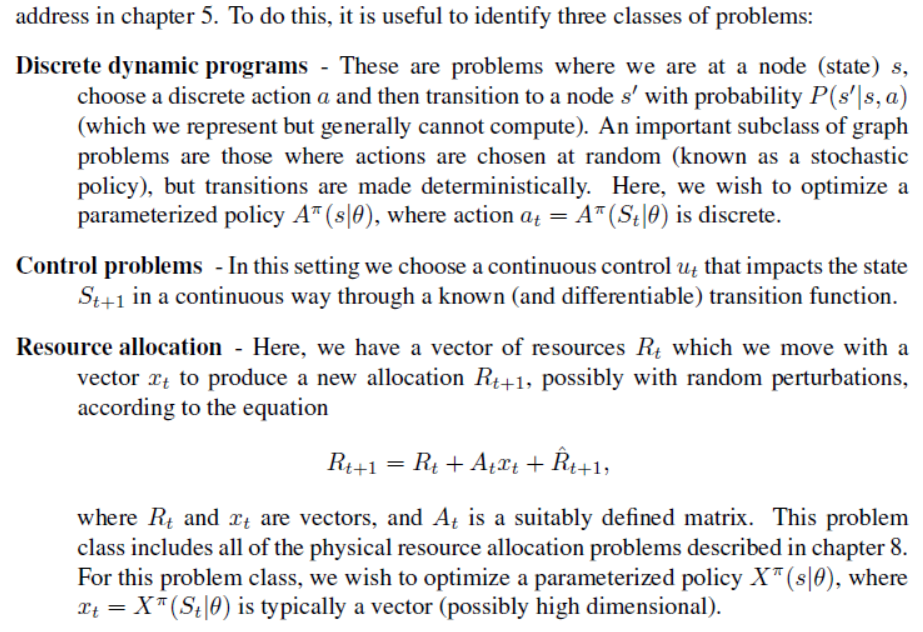 address in chapter 5. To do this, it is useful to identify three classes of problems:
Discrete dynamic programs - These are problems where we are at a node (state) s,
choose a discrete action a and then transition to a node s′ with probability P(s′|s, a)
(which we represent but generally cannot compute). An important subclass of graph
problems are those where actions are chosen at random (known as a stochastic
policy), but transitions are made deterministically. Here, we wish to optimize a
parameterized policy A^π(s|θ), where action a_t = A^π(S_t|θ) is discrete.
Control problems - In this setting we choose a continuous control u_t that impacts the state
S_{t+1} in a continuous way through a known (and differentiable) transition function.
Resource allocation - Here, we have a vector of resources R_t which we move with a
vector x_t to produce a new allocation R_{t+1}, possibly with random perturbations,
according to the equation
R_{t+1} = R_t + A_t x_t + R̂_{t+1},
where R_t and x_t are vectors, and A_t is a suitably defined matrix. This problem
class includes all of the physical resource allocation problems described in chapter 8.
For this problem class, we wish to optimize a parameterized policy X^π(s|θ), where
x_t = X^π(S_t|θ) is typically a vector (possibly high dimensional).